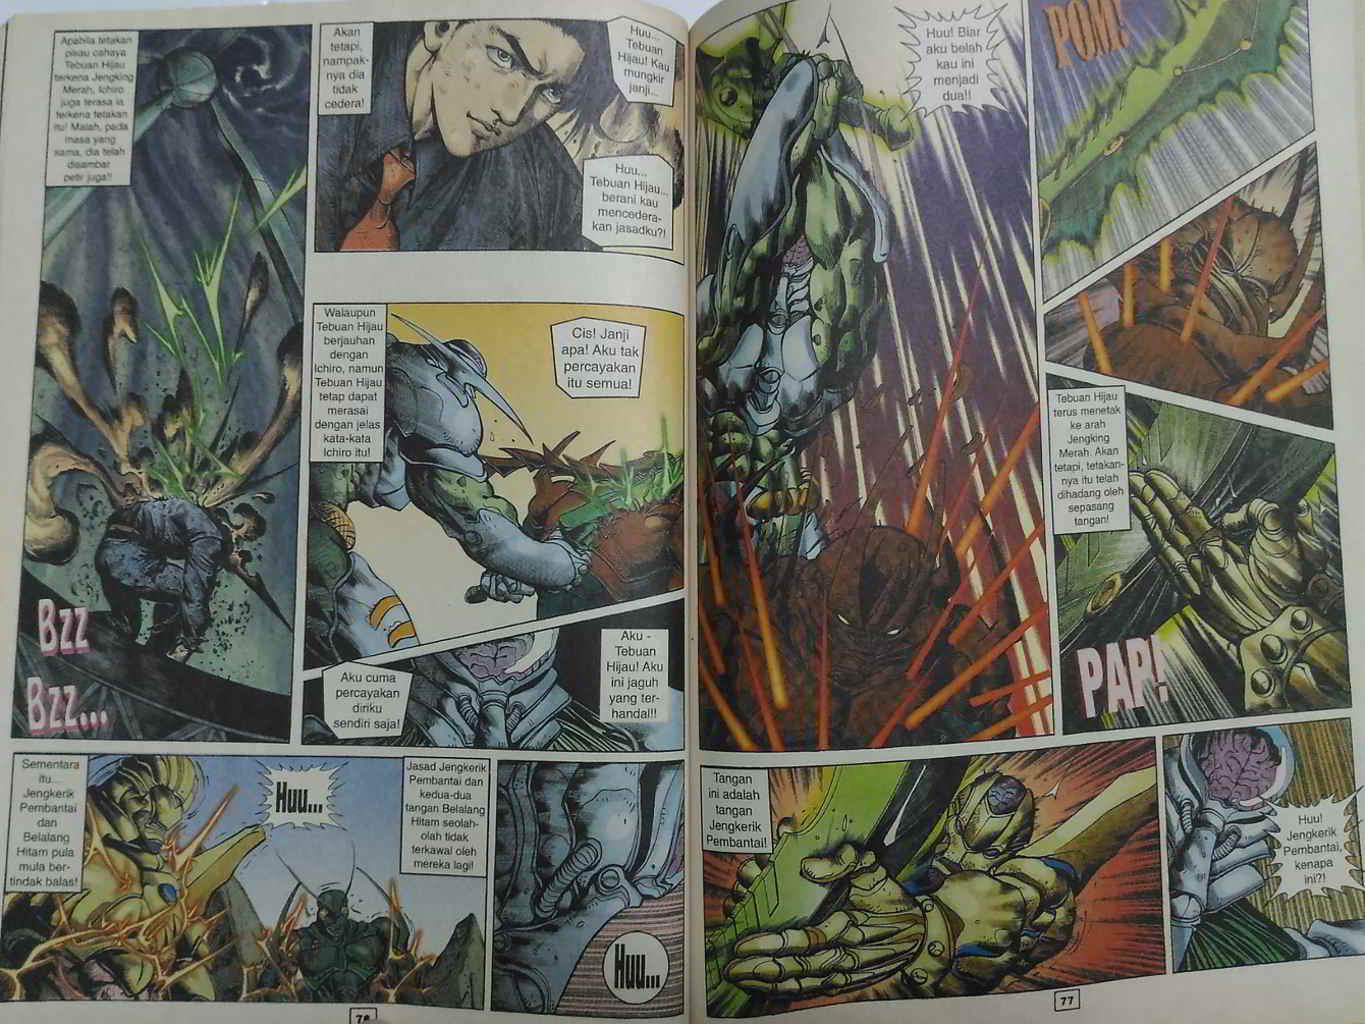 Apabila tetakan
pisau cahaya
Tebuan Hijau
terkena Jengking
Merah, Ichiro
juga terasa ia
terkena tetakan
itu! Malah, pada
masa yang
sama, dia telah
disambar
petir juga!!
Bzz
Bzz...
Akan
tetapi,
nampak-
nya dia
tidak
cedera!
Huu...
Tebuan
Hijau! Kau
mungkir
janji...
Huu...
Tebuan Hijau...
berani kau
mencedera-
kan jasadku?!
Walaupun
Tebuan Hijau
berjauhan
dengan
Ichiro, namun
Tebuan Hijau
tetap dapat
merasai
dengan jelas
kata-kata
Ichiro itu!
Cis! Janji
apa! Aku tak
percayakan
itu semua!
Aku cuma
percayakan
diriku
sendiri saja!
Aku -
Tebuan
Hijau! Aku
ini jaguh
yang ter-
handal!!
Sementara
itu...
Jengkerik
Pembantai
dan
Belalang
Hitam pula
mula ber-
tindak balas!
Huu...
Jasad Jengkerik
Pembantai dan
kedua-dua
tangan Belalang
Hitam seolah-
olah tidak
terkawal oleh
mereka lagi!
Huu...
Huu! Biar
aku belah
kau ini
menjadi
dua!!
POM!
Tebuan Hijau
terus menetak
ke arah
Jengking
Merah. Akan
tetapi, tetakan-
nya itu telah
dihadang oleh
sepasang
tangan!
PAP!
Tangan
ini adalah
tangan
Jengkerik
Pembantai!
Huu!
Jengkerik
Pembantai,
kenapa
ini?!
77